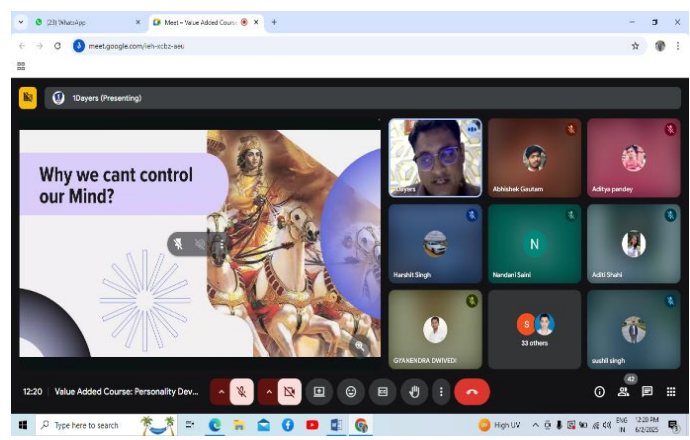 (23) WhatsApp
Meet - Value Added Course
meet.google.com/ieh-xcbz-aeu
1Dayers (Presenting)
Why we cant control
our Mind?
1Dayers
Abhishek Gautam
Aditya pandey
Harshit Singh
N
Nandani Saini
Aditi Shahi
GYANENDRA DWIVEDI
S
33 others
sushil singh
12:20 | Value Added Course: Personality Dev...
42
Type here to search
High UV
ENG
IN
12:20 PM
6/2/2025